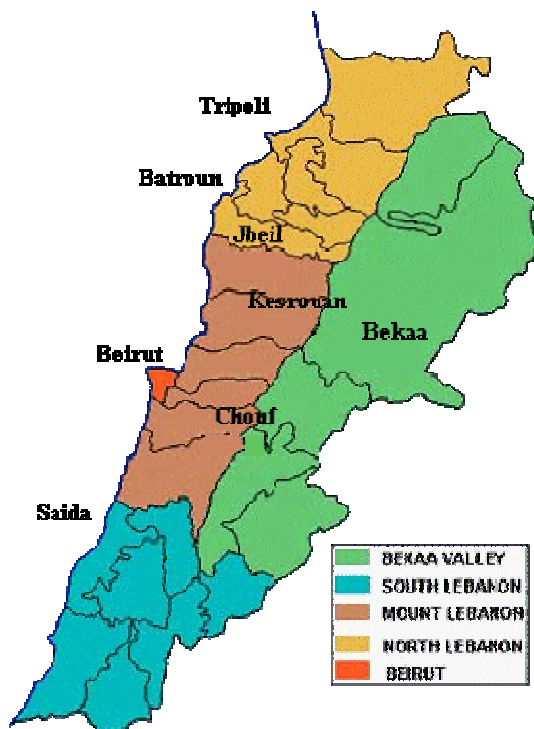 Tripoli
Batroun
Jbeil
Kesrouan
Bekaa
Beirut
Chouf
Saida
BEKAA VALLEY
SOUTH LEBANON
MOUNT LEBANON
NORTH LEBANON
BEIRUT